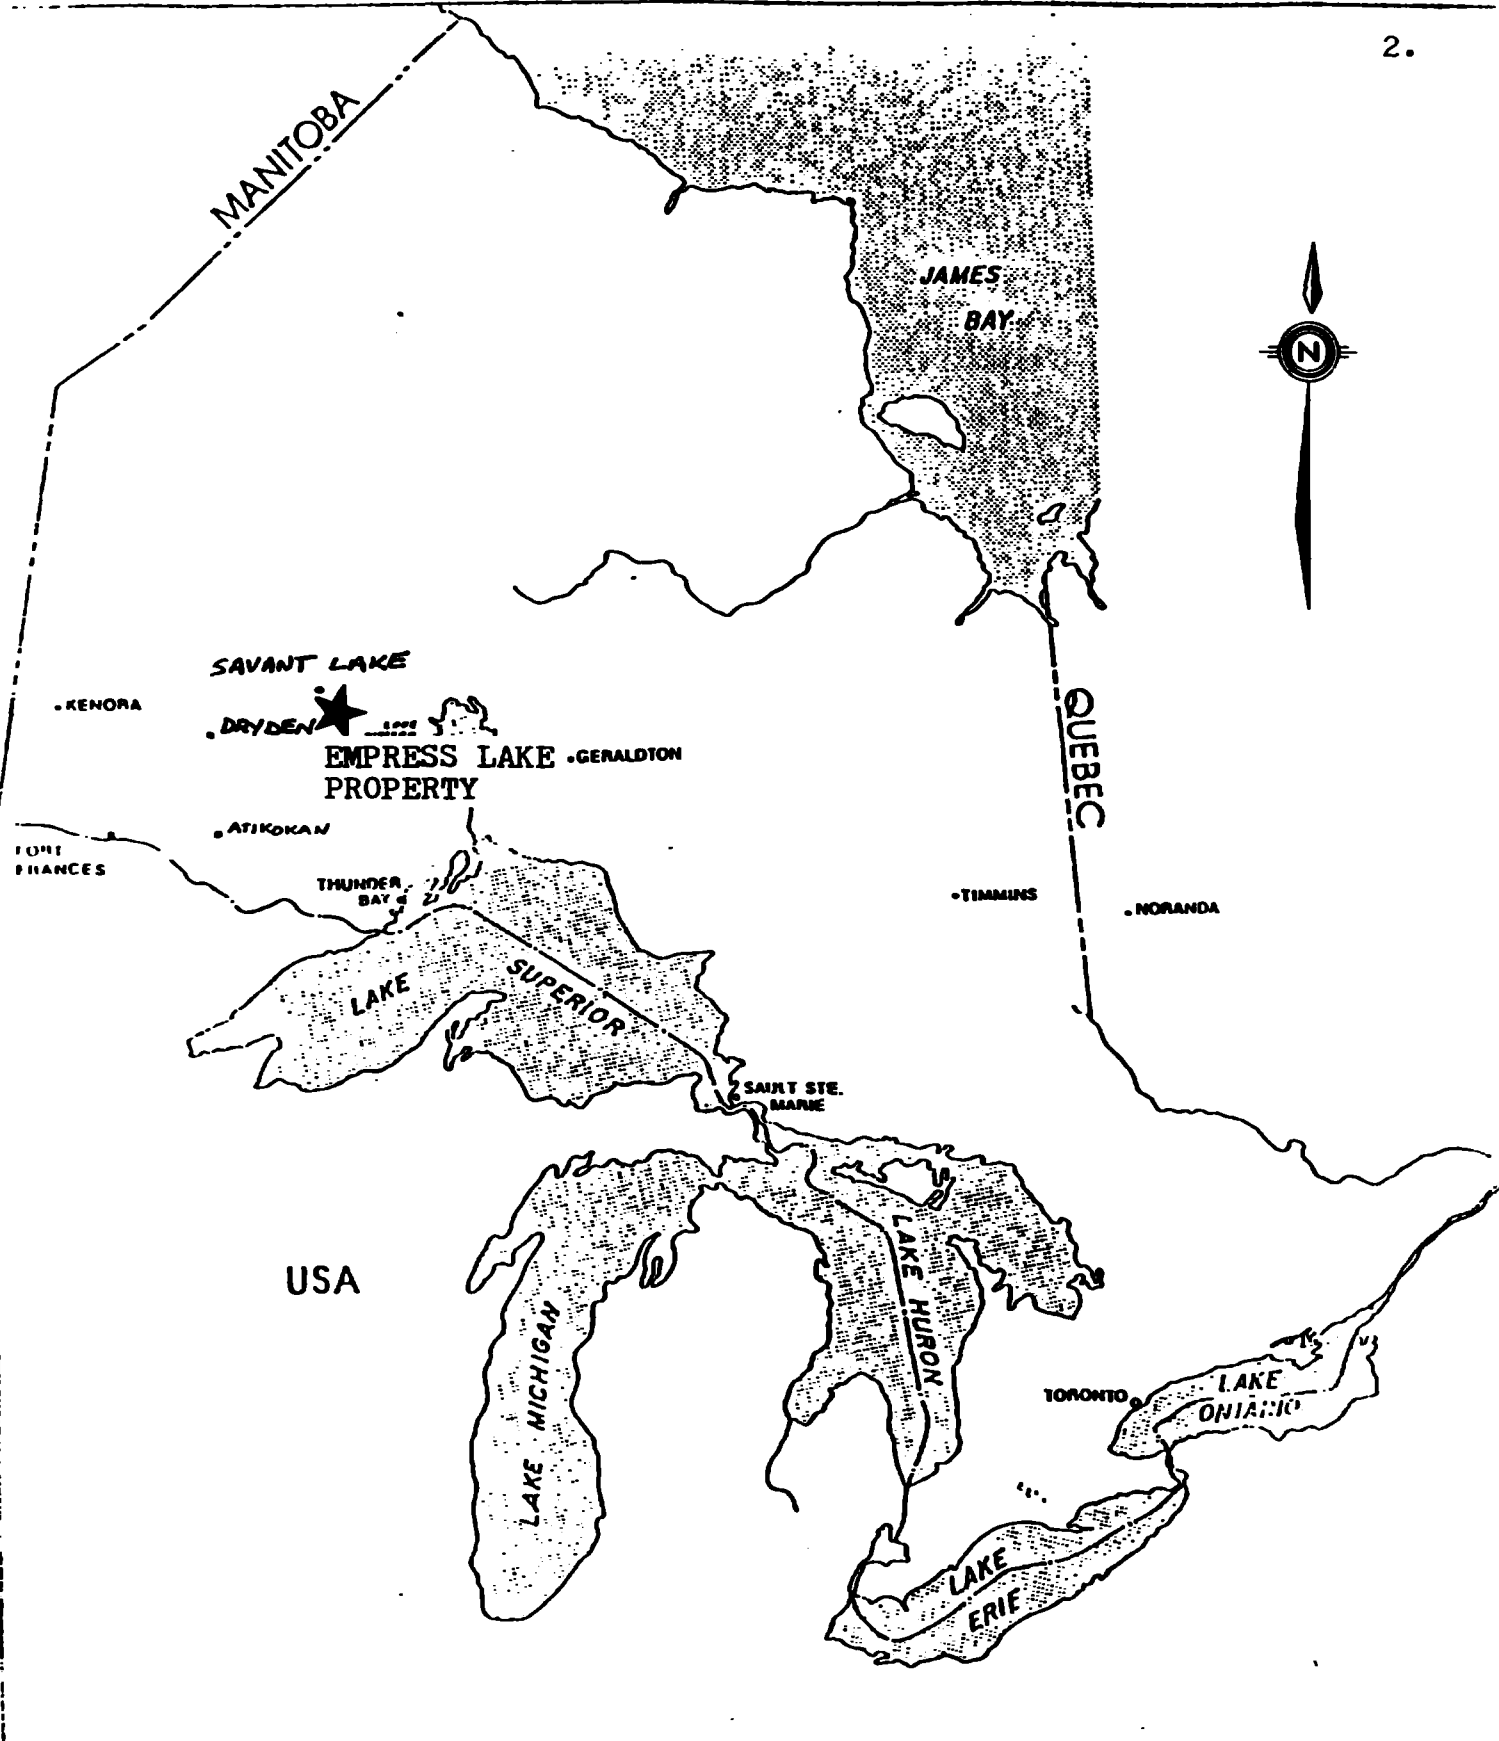 2.
MANITOBA
JAMES
BAY
N
SAVANT LAKE
KENORA
DRYDEN
EMPRESS LAKE
PROPERTY
GERALDTON
QUEBEC
ATIKOKAN
FRANCES
THUNDER
BAY
TIMMINS
NORANDA
LAKE
SUPERIOR
SAULT STE.
MARIE
LAKE HURON
USA
LAKE MICHIGAN
TORONTO
LAKE
ONTARIO
LAKE
ERIE